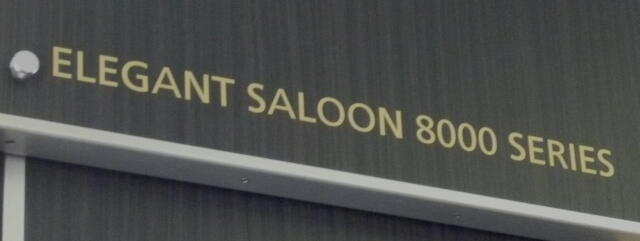 ELEGANT SALOON 8000 SERIES